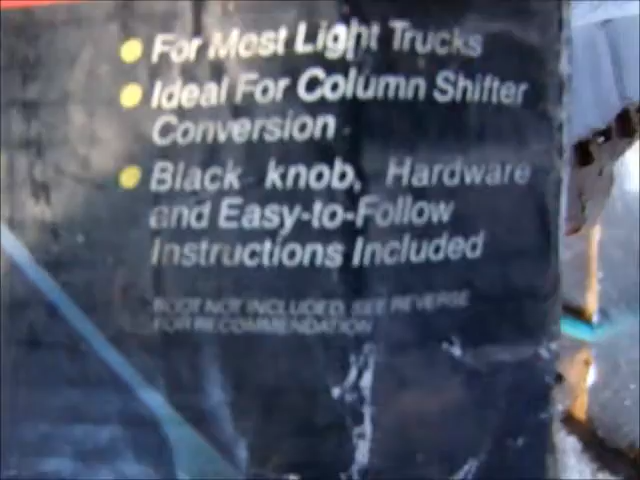 For Most Light Trucks
Ideal For Column Shifter
Conversion
Black knob, Hardware
and Easy-to-Follow
Instructions Included
BOOT NOT INCLUDED, SEE REVERSE
FOR RECOMMENDATION